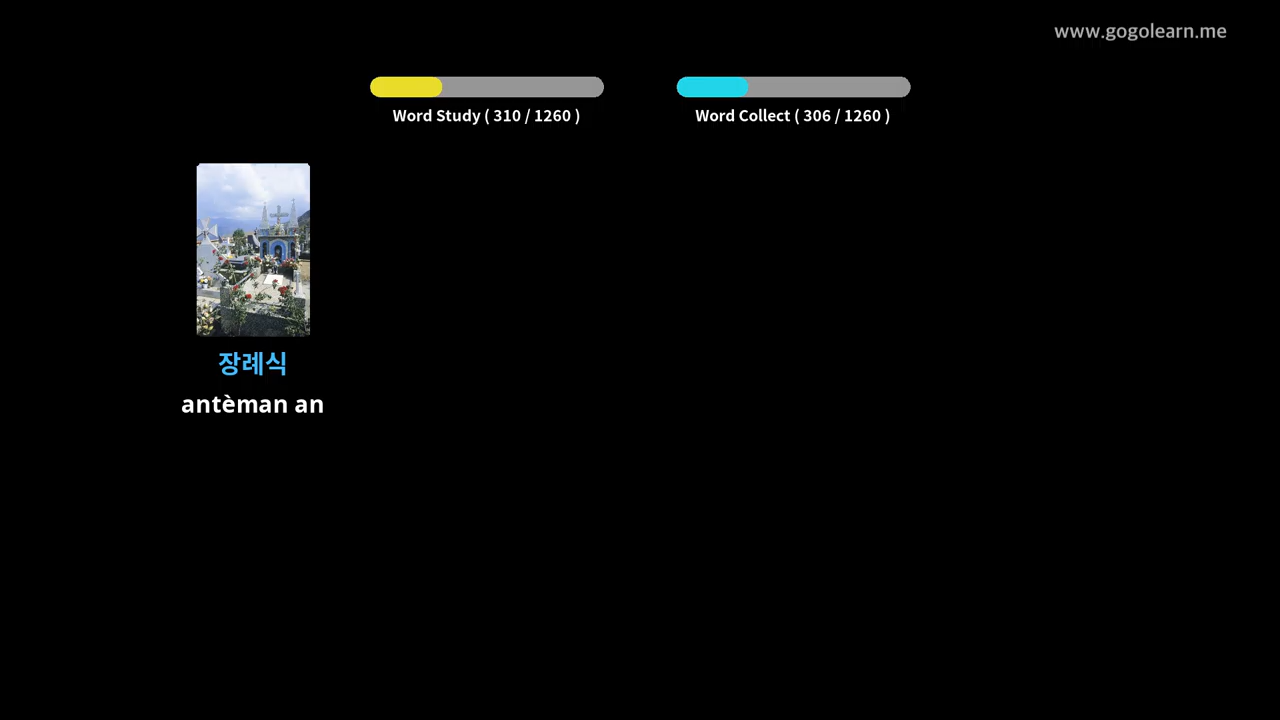 www.gogolearn.me
Word Study ( 310 / 1260 )
Word Collect ( 306 / 1260 )
장례식
antèman an